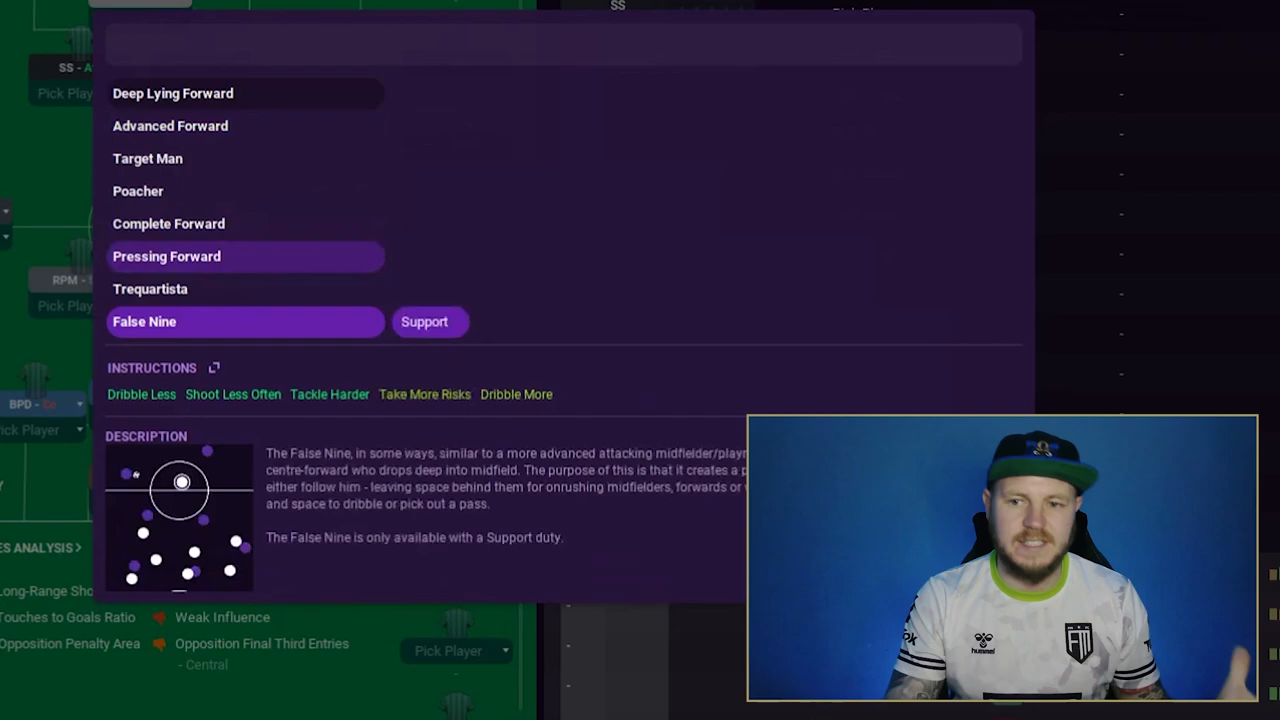 SS
SS - A
Pick Play
Deep Lying Forward
Advanced Forward
Target Man
Poacher
Complete Forward
Pressing Forward
Trequartista
False Nine
Support
RPM -
Pick Play
BPD - Co
ick Player
INSTRUCTIONS
Dribble Less Shoot Less Often Tackle Harder Take More Risks Dribble More
DESCRIPTION
The False Nine, in some ways, similar to a more advanced attacking midfielder/playm
centre-forward who drops deep into midfield. The purpose of this is that it creates a p
either follow him - leaving space behind them for onrushing midfielders, forwards or w
and space to dribble or pick out a pass.
The False Nine is only available with a Support duty.
ES ANALYSIS >
Long-Range Sho
Touches to Goals Ratio
Weak Influence
Opposition Penalty Area
Opposition Final Third Entries
- Central
Pick Player
hummel
FM